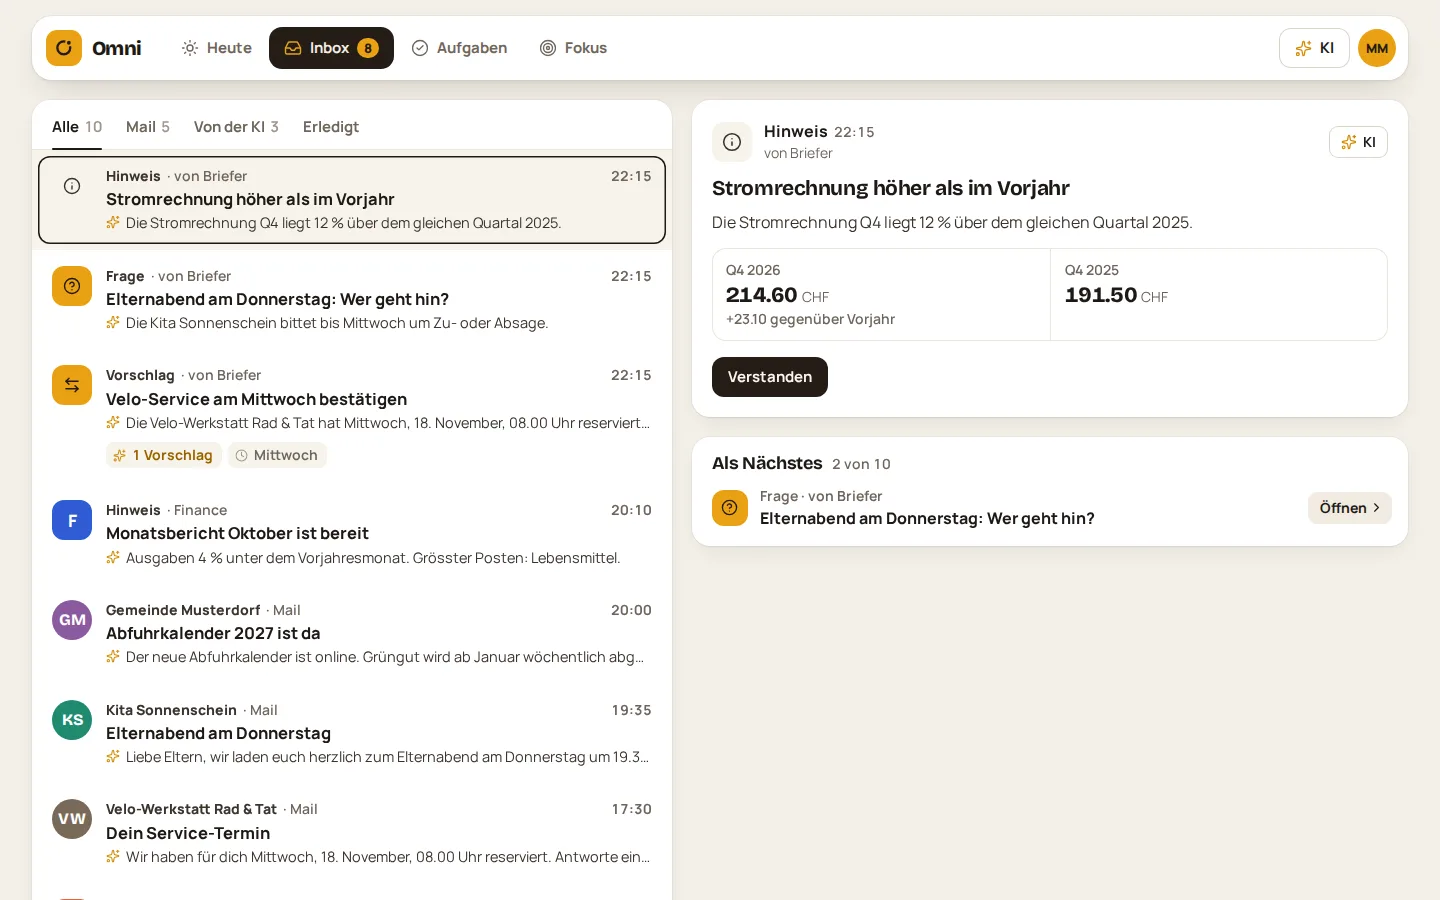 Omni
Heute
Inbox 8
Aufgaben
Fokus
KI
MM
Alle 10
Mail 5
Von der KI 3
Erledigt
Hinweis · von Briefer 22:15
Stromrechnung höher als im Vorjahr
Die Stromrechnung Q4 liegt 12 % über dem gleichen Quartal 2025.
Frage · von Briefer 22:15
Elternabend am Donnerstag: Wer geht hin?
Die Kita Sonnenschein bittet bis Mittwoch um Zu- oder Absage.
Vorschlag · von Briefer 22:15
Velo-Service am Mittwoch bestätigen
Die Velo-Werkstatt Rad & Tat hat Mittwoch, 18. November, 08.00 Uhr reserviert…
1 Vorschlag
Mittwoch
F
Hinweis · Finance 20:10
Monatsbericht Oktober ist bereit
Ausgaben 4 % unter dem Vorjahresmonat. Grösster Posten: Lebensmittel.
GM
Gemeinde Musterdorf · Mail 20:00
Abfuhrkalender 2027 ist da
Der neue Abfuhrkalender ist online. Grüngut wird ab Januar wöchentlich abg…
KS
Kita Sonnenschein · Mail 19:35
Elternabend am Donnerstag
Liebe Eltern, wir laden euch herzlich zum Elternabend am Donnerstag um 19.3…
VW
Velo-Werkstatt Rad & Tat · Mail 17:30
Dein Service-Termin
Wir haben für dich Mittwoch, 18. November, 08.00 Uhr reserviert. Antworte ein…
Hinweis 22:15
von Briefer
KI
Stromrechnung höher als im Vorjahr
Die Stromrechnung Q4 liegt 12 % über dem gleichen Quartal 2025.
Q4 2026
214.60 CHF
+23.10 gegenüber Vorjahr
Q4 2025
191.50 CHF
Verstanden
Als Nächstes 2 von 10
Frage · von Briefer
Elternabend am Donnerstag: Wer geht hin?
Öffnen